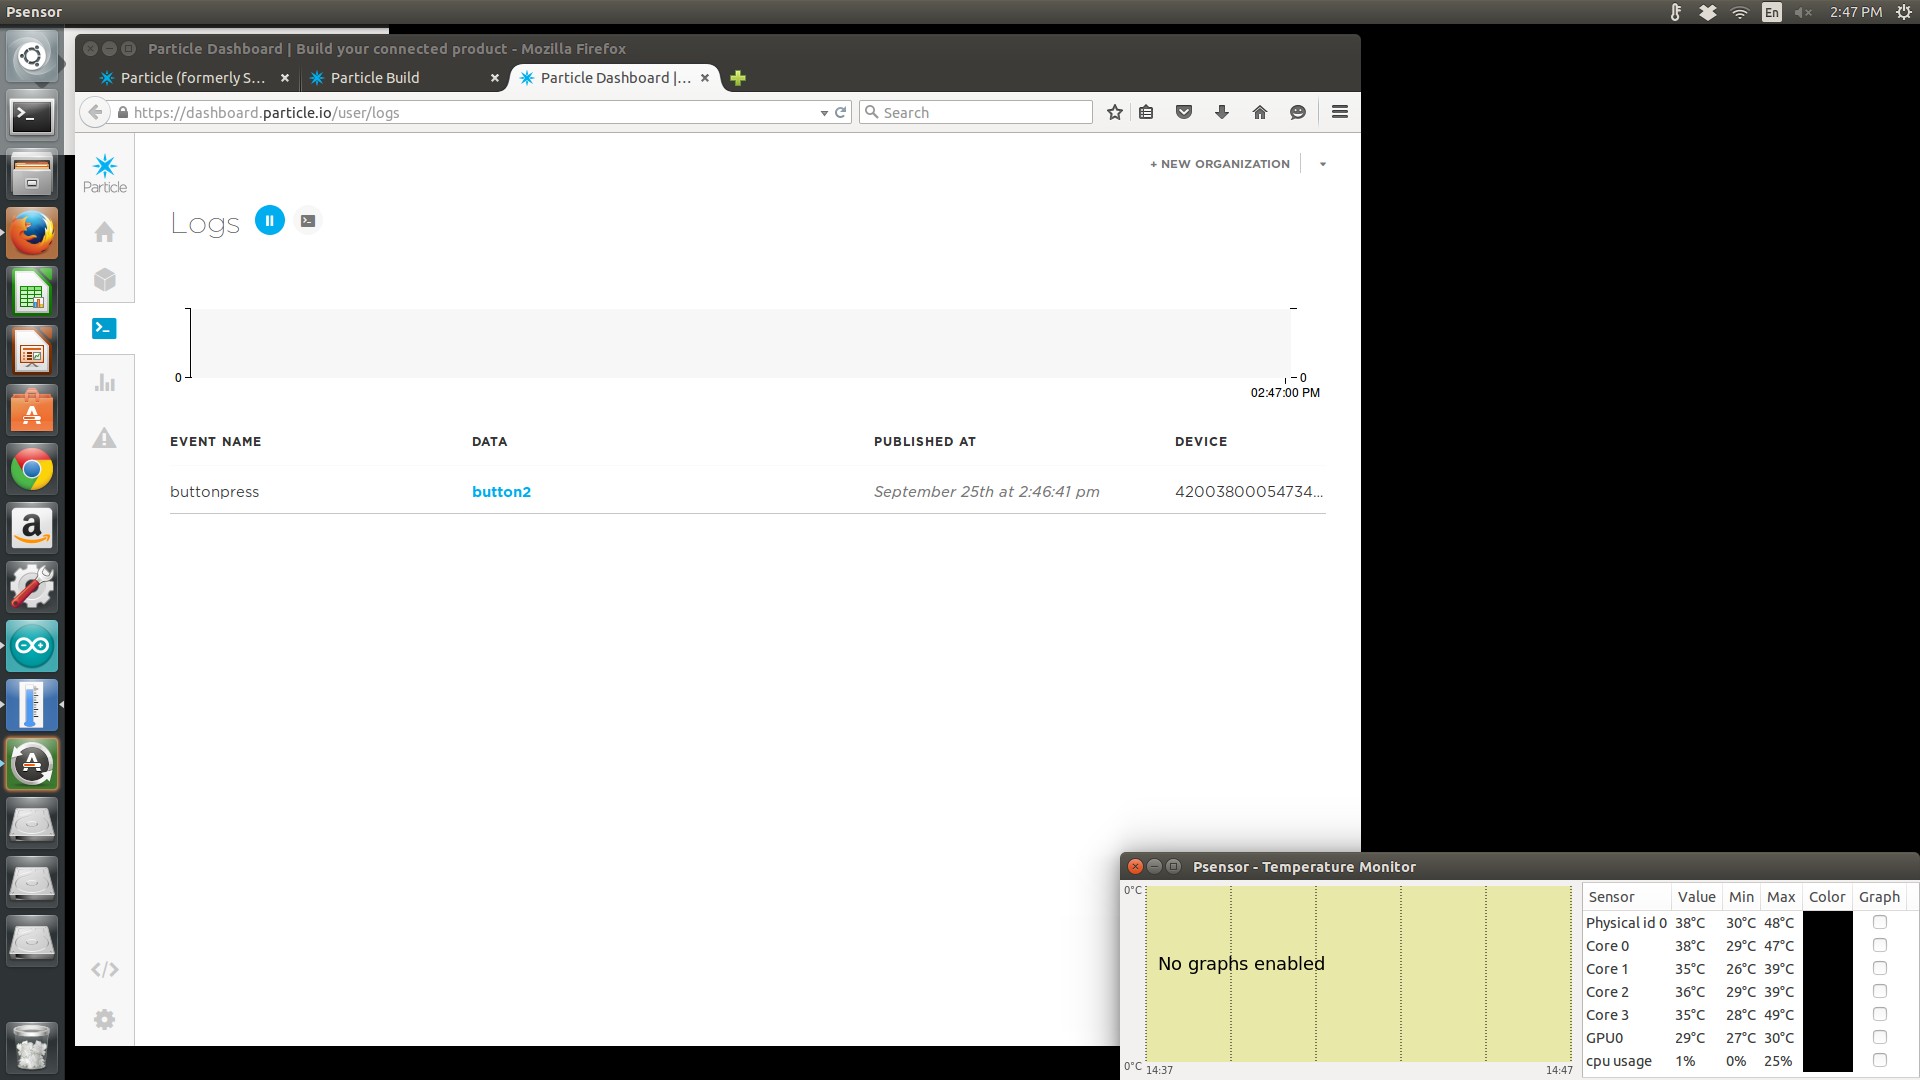 Psensor
En
2:47 PM
Particle Dashboard | Build your connected product - Mozilla Firefox
Particle (formerly S...
Particle Build
Particle Dashboard |...
https://dashboard.particle.io/user/logs
Search
Particle
+ NEW ORGANIZATION
Logs
0
0
02:47:00 PM
EVENT NAME DATA PUBLISHED AT DEVICE
buttonpress button2 September 25th at 2:46:41 pm 42003800054734...
Psensor - Temperature Monitor
0°C
No graphs enabled
0°C
14:37
14:47
Sensor Value Min Max Color Graph
Physical id 0 38°C 30°C 48°C
Core 0 38°C 29°C 47°C
Core 1 35°C 26°C 39°C
Core 2 36°C 29°C 39°C
Core 3 35°C 28°C 49°C
GPU0 29°C 27°C 30°C
cpu usage 1% 0% 25%